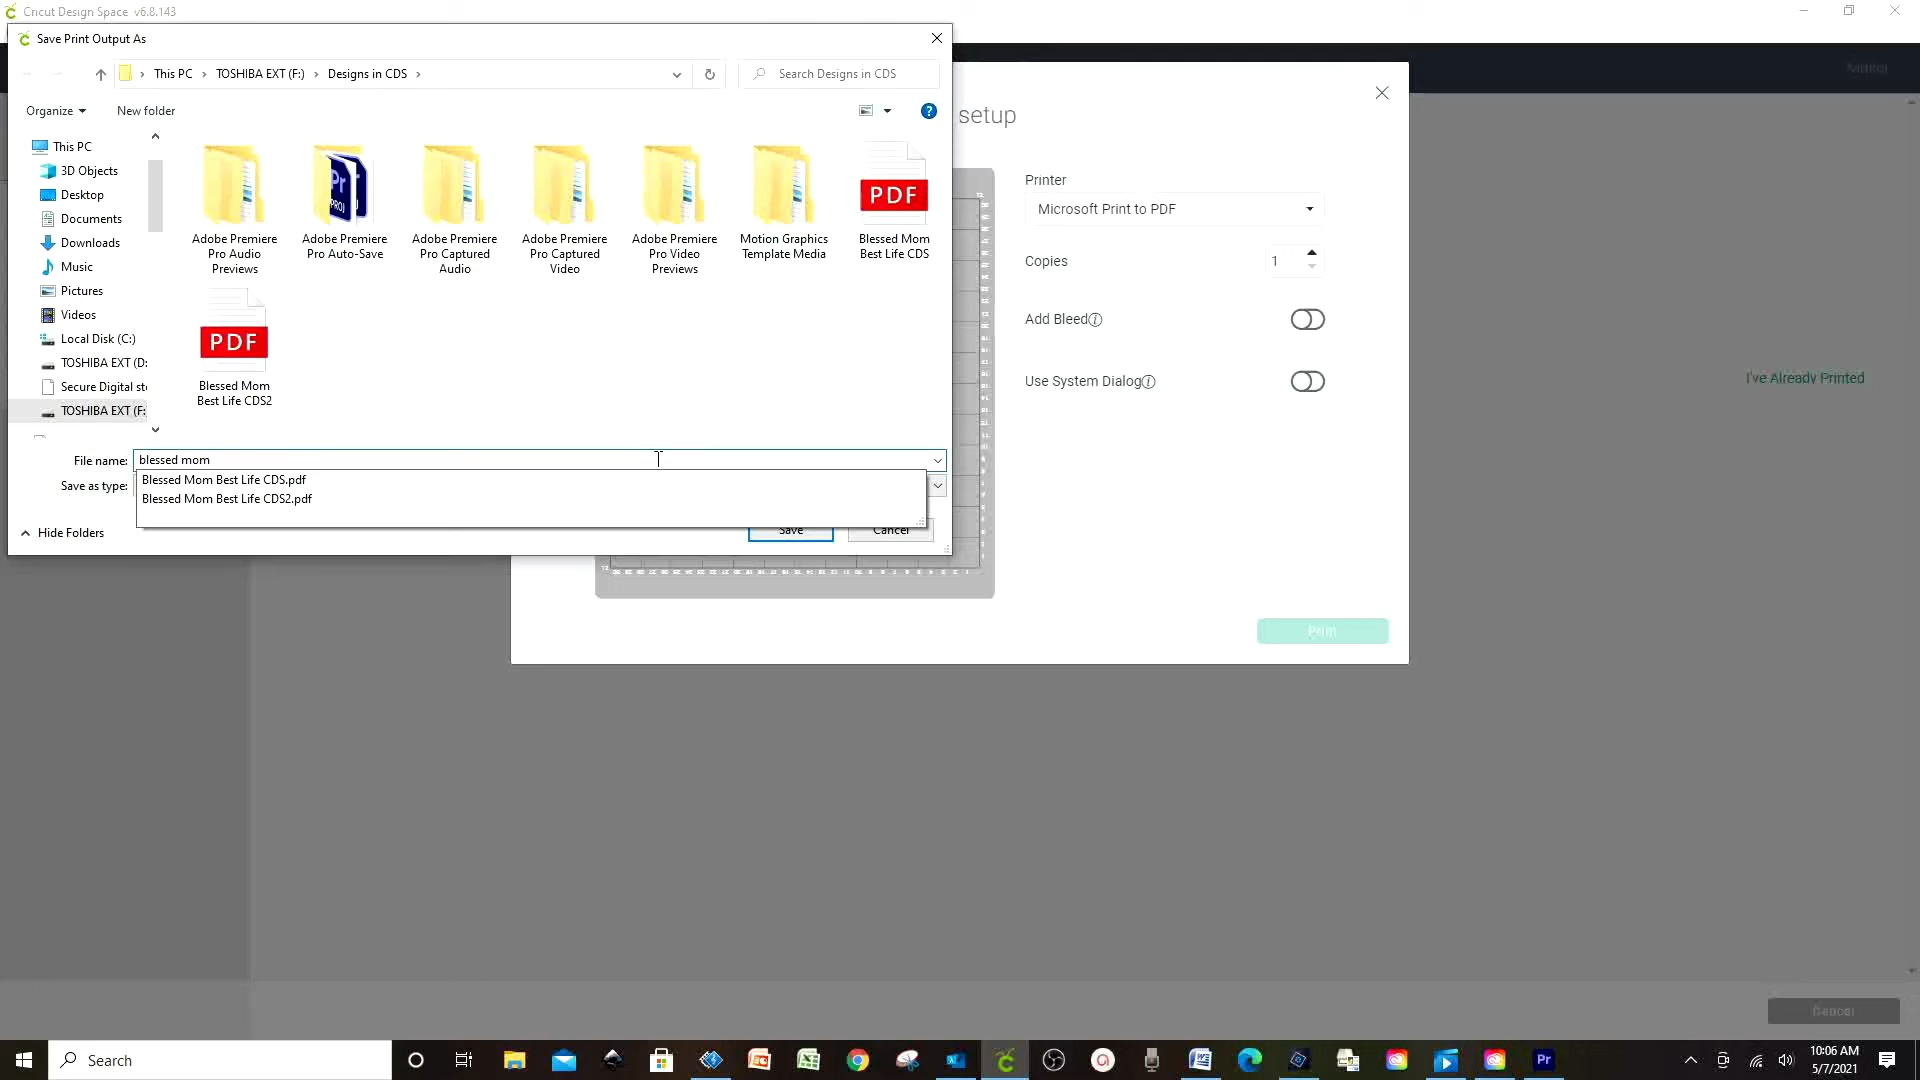 Cricut Design Space v6.8.143
Save Print Output As
This PC > TOSHIBA EXT (F:) > Designs in CDS >
Search Designs in CDS
Organize
New folder
This PC
3D Objects
Desktop
Documents
Downloads
Music
Pictures
Videos
Local Disk (C:)
TOSHIBA EXT (D:
Secure Digital sto
TOSHIBA EXT (F:
Adobe Premiere
Pro Audio
Previews
Adobe Premiere
Pro Auto-Save
Adobe Premiere
Pro Captured
Audio
Adobe Premiere
Pro Captured
Video
Adobe Premiere
Pro Video
Previews
Motion Graphics
Template Media
PDF
Blessed Mom
Best Life CDS
PDF
Blessed Mom
Best Life CDS2
File name: blessed mom
Blessed Mom Best Life CDS.pdf
Blessed Mom Best Life CDS2.pdf
Save as type:
Hide Folders
Save
Cancel
setup
Printer
Microsoft Print to PDF
Copies
1
Add Bleed
Use System Dialog
Print
Maker
I've Already Printed
Cancel
Search
10:06 AM
5/7/2021